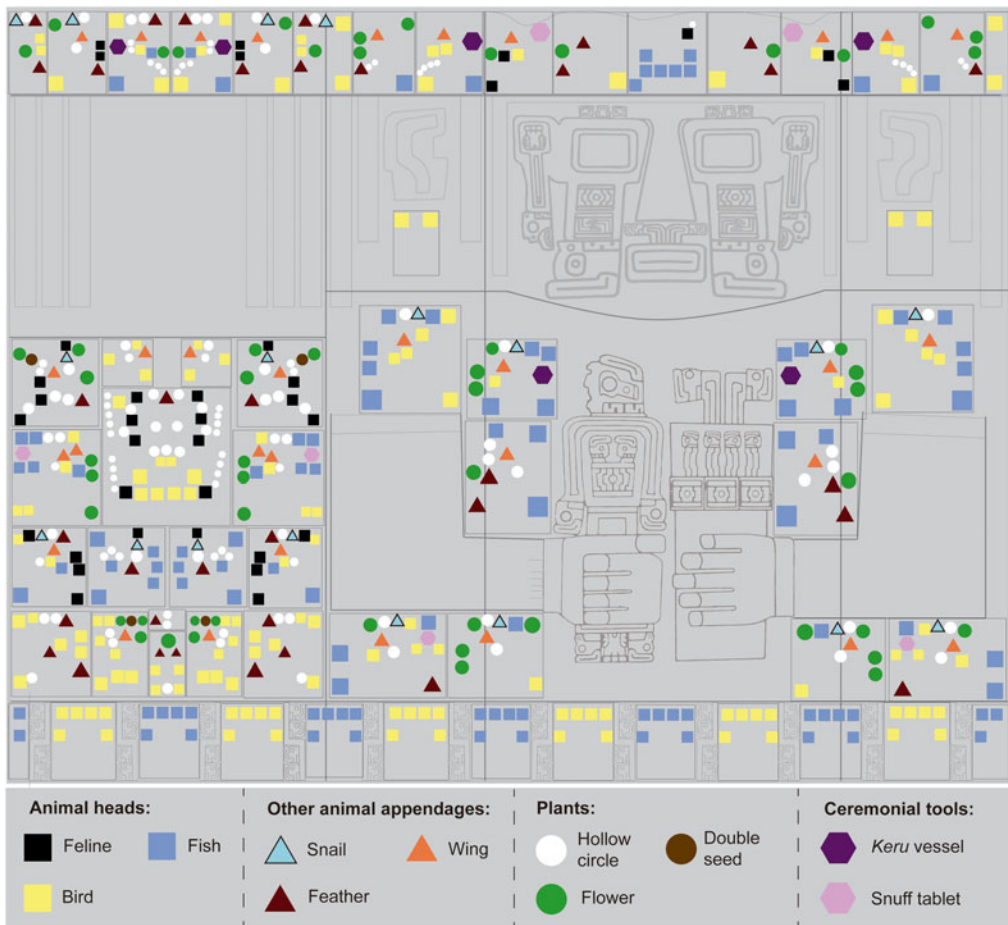 Animal heads:
Other animal appendages:
Plants:
Ceremonial tools:
Feline
Fish
Snail
Wing
Hollow
circle
Double
seed
Keru vessel
Bird
Feather
Flower
Snuff tablet